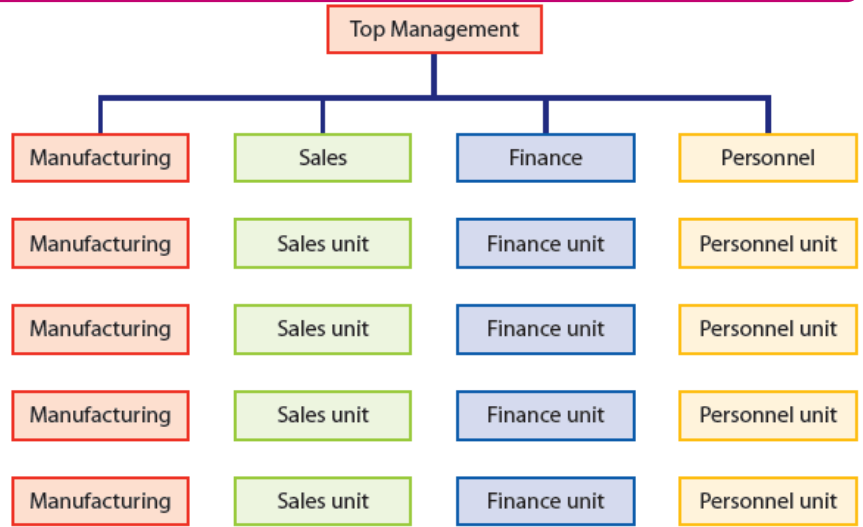 Top Management
Manufacturing Sales Finance Personnel
Manufacturing Sales unit Finance unit Personnel unit
Manufacturing Sales unit Finance unit Personnel unit
Manufacturing Sales unit Finance unit Personnel unit
Manufacturing Sales unit Finance unit Personnel unit